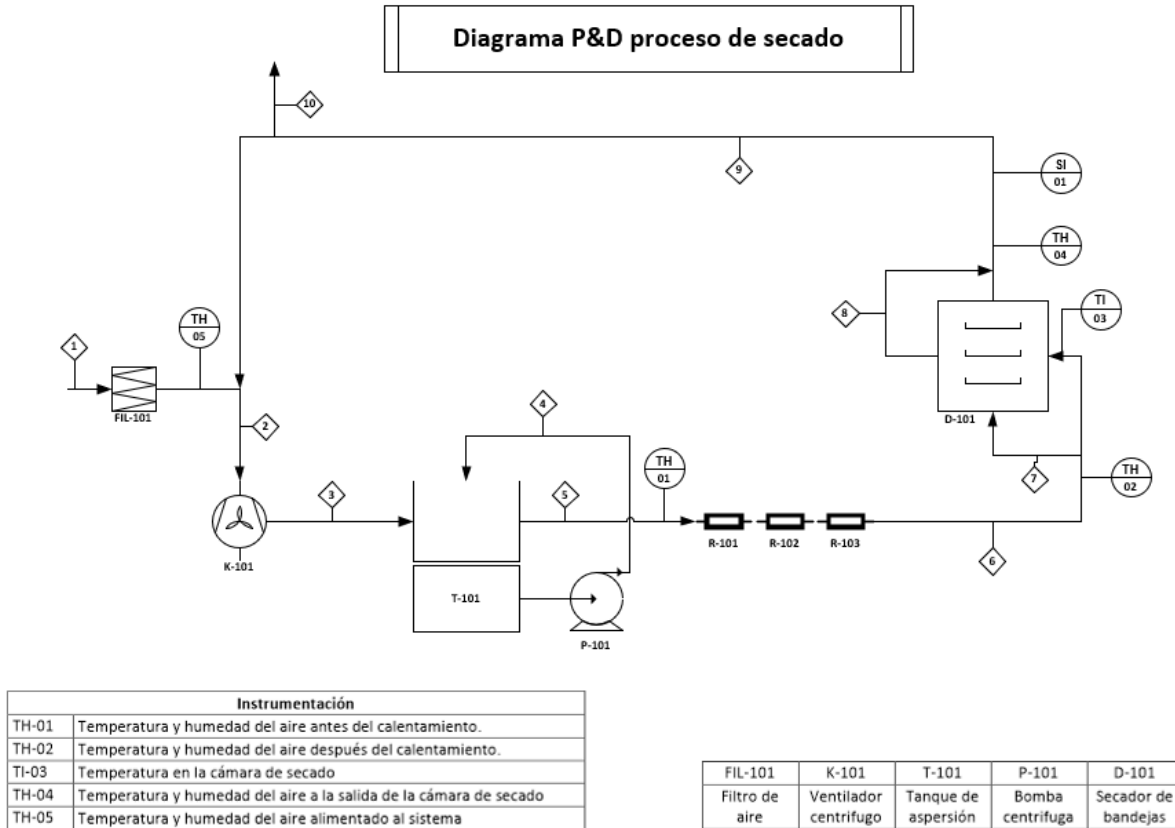 Diagrama P&D proceso de secado
10
9
SI
01
TH
04
8
TI
03
TH
05
1
FIL-101
2
4
D-101
TH
01
7
TH
02
3
5
K-101
R-101
R-102
R-103
6
T-101
P-101
Instrumentación
TH-01 Temperatura y humedad del aire antes del calentamiento.
TH-02 Temperatura y humedad del aire después del calentamiento.
TI-03 Temperatura en la cámara de secado
TH-04 Temperatura y humedad del aire a la salida de la cámara de secado
TH-05 Temperatura y humedad del aire alimentado al sistema
FIL-101 K-101 T-101 P-101 D-101
Filtro de Ventilador Tanque de Bomba Secador de
aire centrifugo aspersión centrifuga bandejas